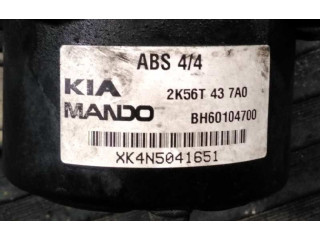 ABS 4/4
KIA 2K56T 43 7A0
MANDO BH60104700
XK4N5041651